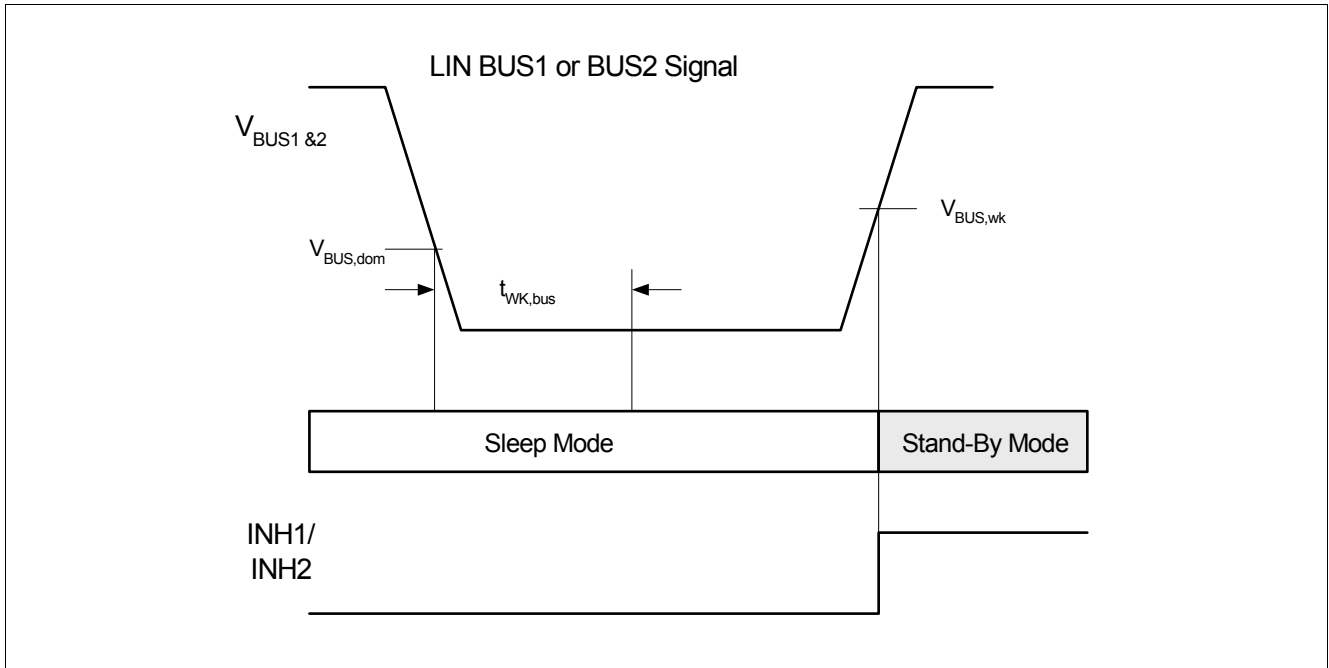 LIN BUS1 or BUS2 Signal
VBUS1 &2
VBUS,wk
VBUS,dom
tWK,bus
Sleep Mode
Stand-By Mode
INH1/
INH2